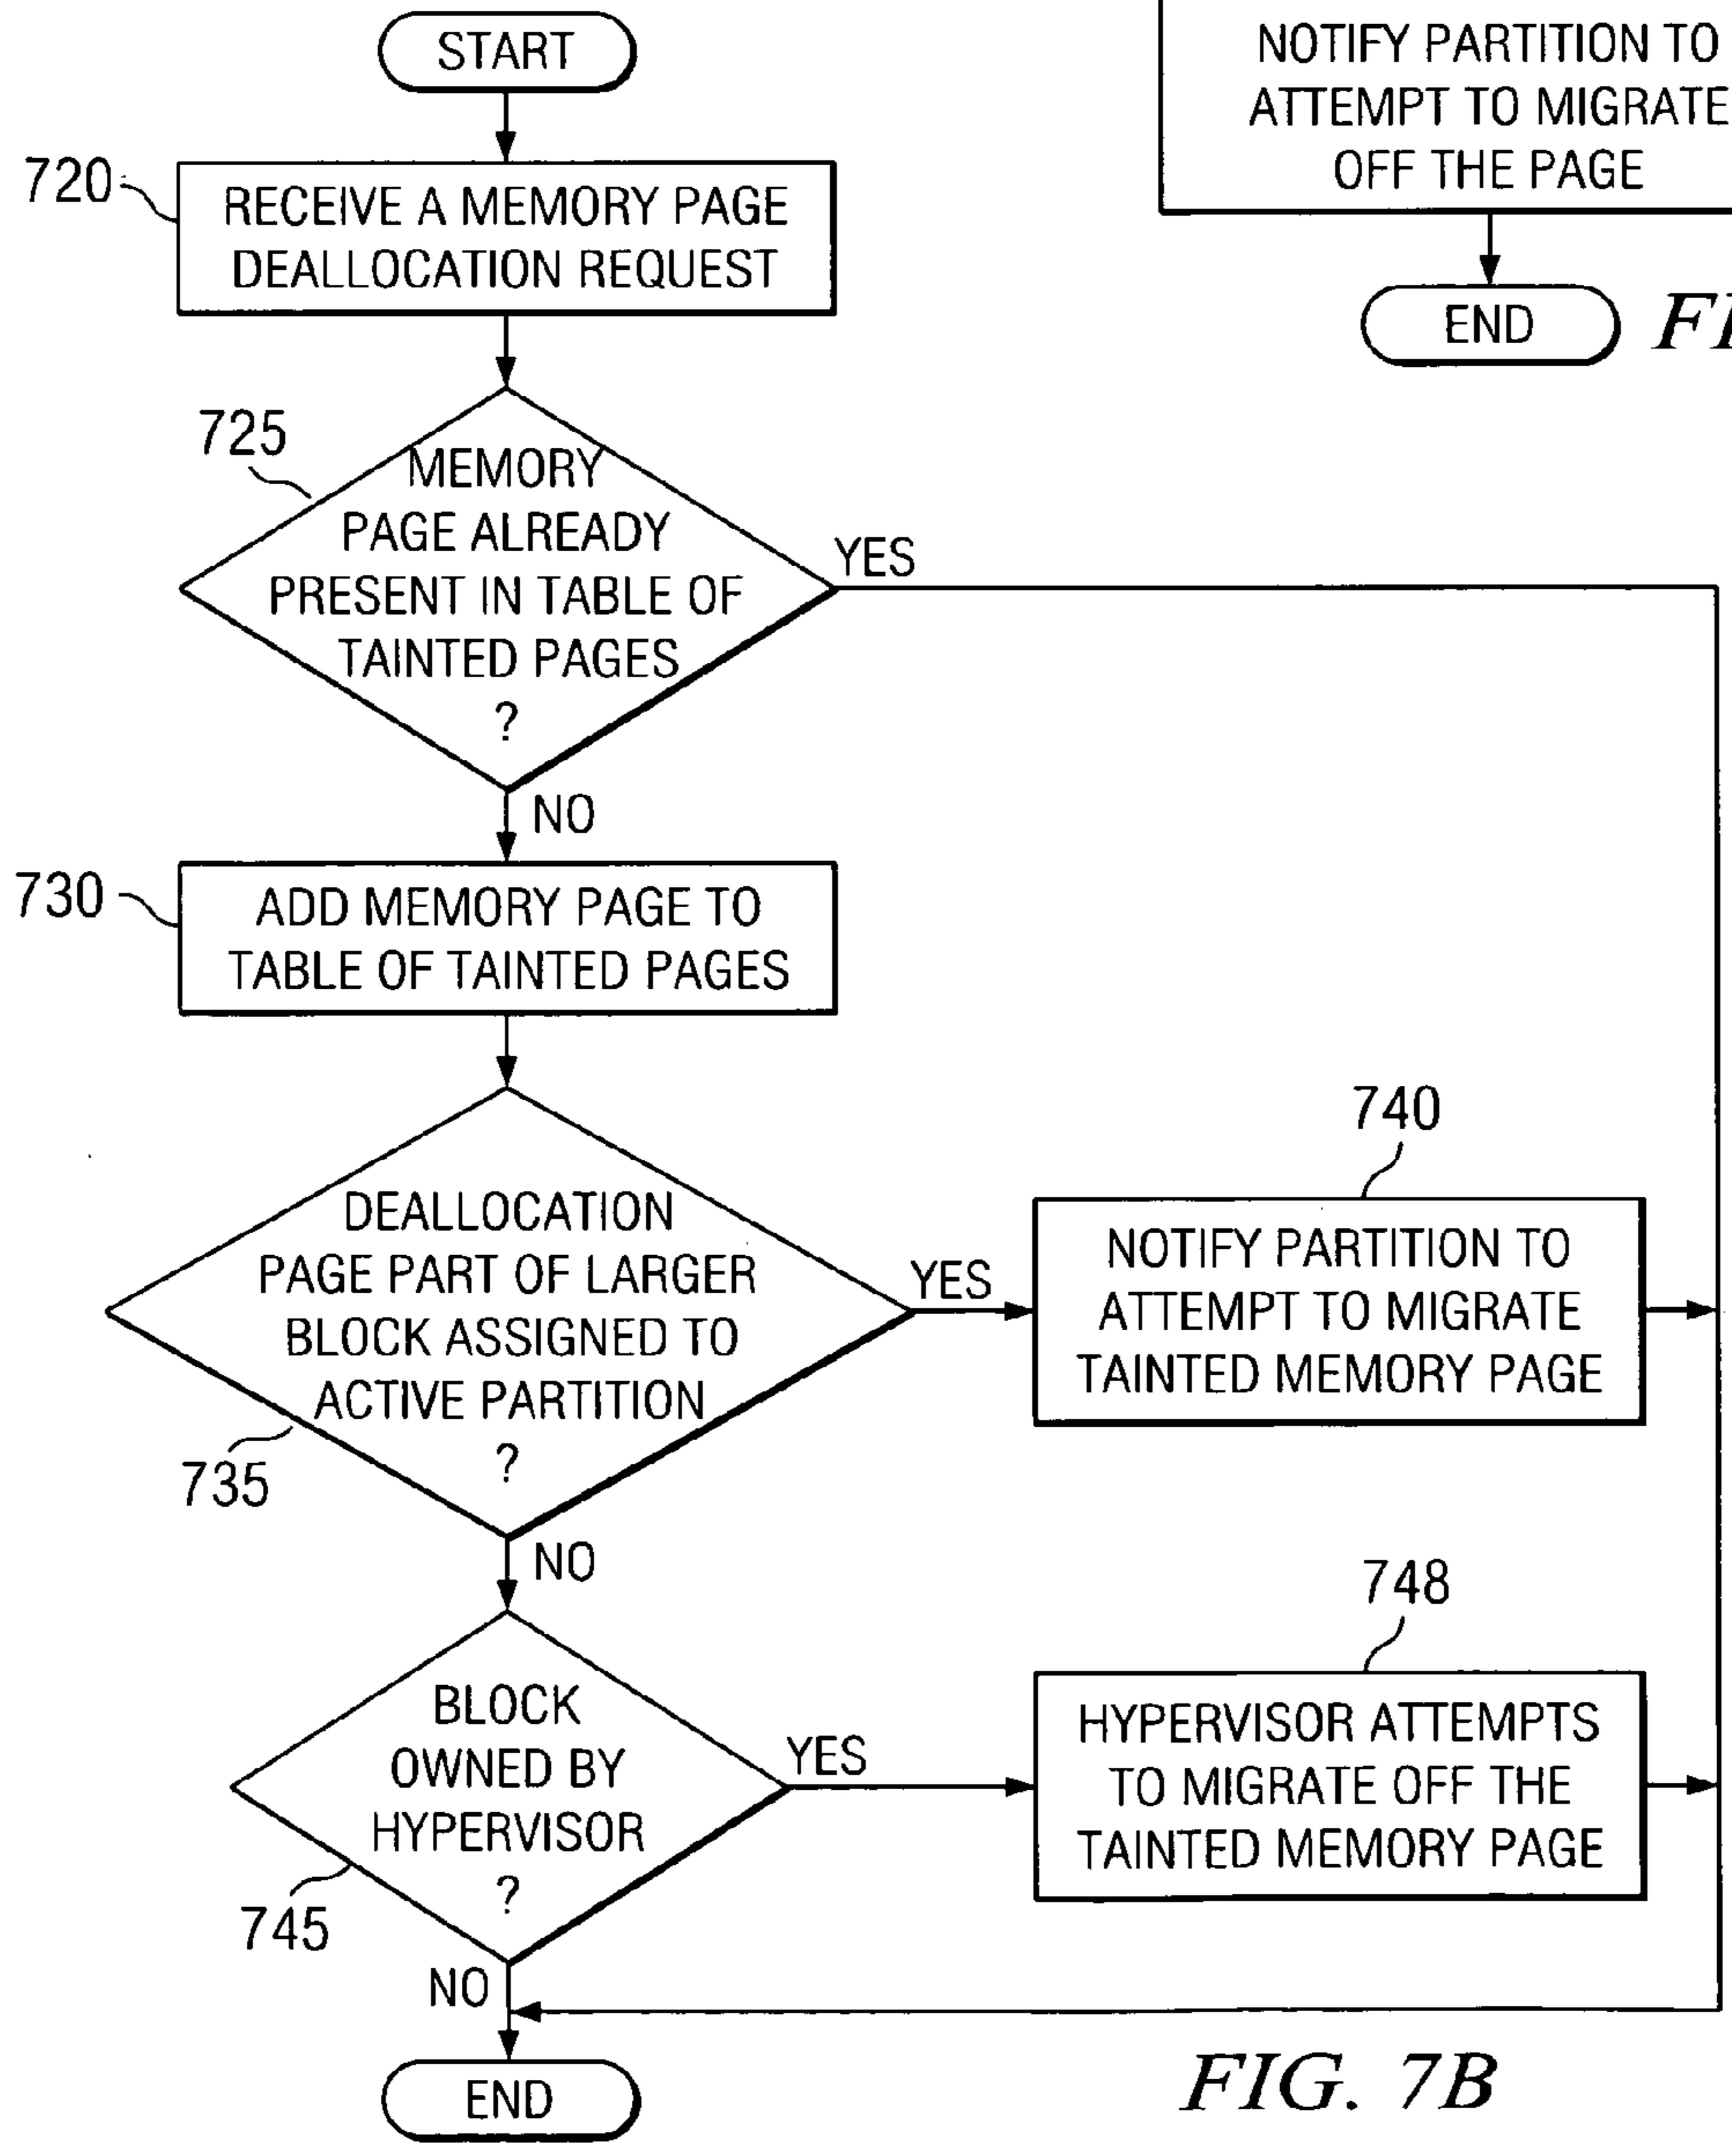 START
720
RECEIVE A MEMORY PAGE
DEALLOCATION REQUEST
725
MEMORY
PAGE ALREADY
PRESENT IN TABLE OF
TAINTED PAGES
?
YES
NO
730
ADD MEMORY PAGE TO
TABLE OF TAINTED PAGES
DEALLOCATION
PAGE PART OF LARGER
BLOCK ASSIGNED TO
ACTIVE PARTITION
?
735
YES
740
NOTIFY PARTITION TO
ATTEMPT TO MIGRATE
TAINTED MEMORY PAGE
NO
BLOCK
OWNED BY
HYPERVISOR
?
745
YES
748
HYPERVISOR ATTEMPTS
TO MIGRATE OFF THE
TAINTED MEMORY PAGE
NO
END
FIG. 7B
NOTIFY PARTITION TO
ATTEMPT TO MIGRATE
OFF THE PAGE
END